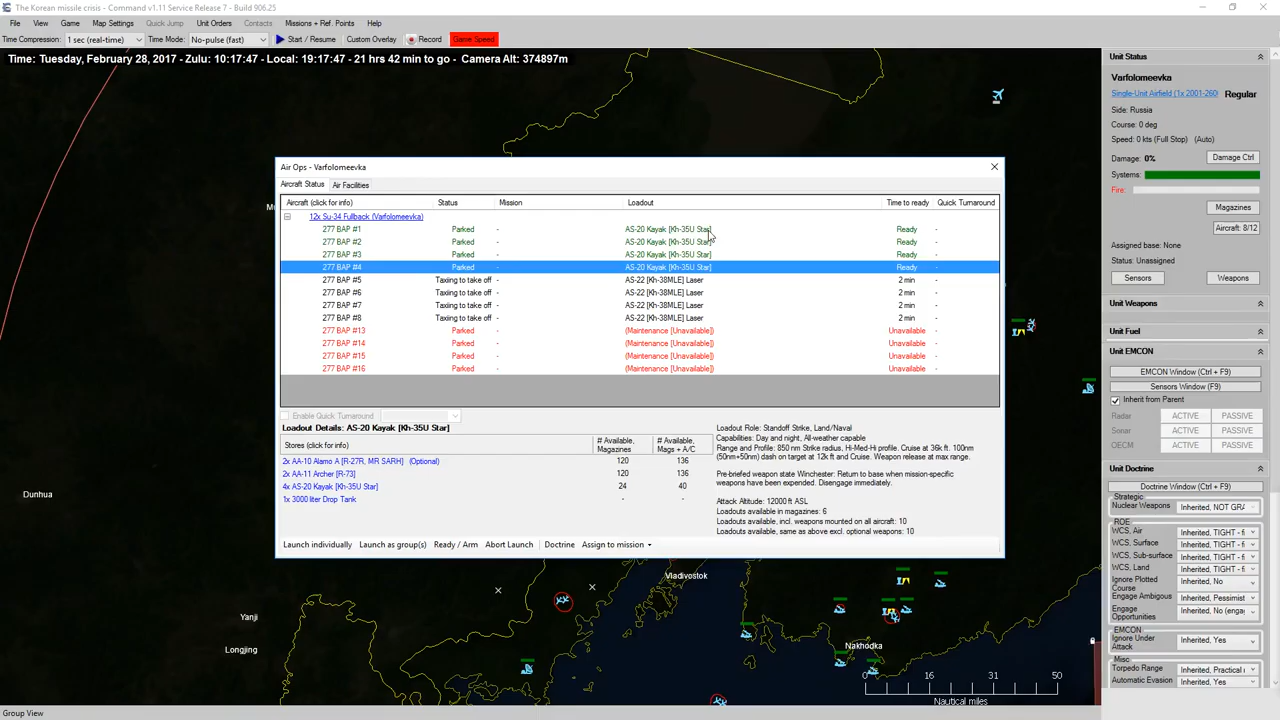 The Korean missile crisis - Command v1.11 Service Release 7 - Build 906.25
File View Game Map Settings Quick Jump Unit Orders Contacts Missions + Ref. Points Help
Time Compression: 1 sec (real-time) Time Mode: No-pulse (fast) Start / Resume Custom Overlay Record Game Speed
Time: Tuesday, February 28, 2017 - Zulu: 10:17:47 - Local: 19:17:47 - 21 hrs 42 min to go - Camera Alt: 374897m
Air Ops - Varfolomeevka
Aircraft Status Air Facilities
Aircraft (click for info) Status Mission Loadout Time to ready Quick Turnaround
12x Su-34 Fullback (Varfolomeevka)
277 BAP #1 Parked - AS-20 Kayak [Kh-35U Star] Ready -
277 BAP #2 Parked - AS-20 Kayak [Kh-35U Star] Ready -
277 BAP #3 Parked - AS-20 Kayak [Kh-35U Star] Ready -
277 BAP #4 Parked - AS-20 Kayak [Kh-35U Star] Ready -
277 BAP #5 Taxiing to take off - AS-22 [Kh-38MLE] Laser 2 min -
277 BAP #6 Taxiing to take off - AS-22 [Kh-38MLE] Laser 2 min -
277 BAP #7 Taxiing to take off - AS-22 [Kh-38MLE] Laser 2 min -
277 BAP #8 Taxiing to take off - AS-22 [Kh-38MLE] Laser 2 min -
277 BAP #13 Parked - (Maintenance [Unavailable]) Unavailable -
277 BAP #14 Parked - (Maintenance [Unavailable]) Unavailable -
277 BAP #15 Parked - (Maintenance [Unavailable]) Unavailable -
277 BAP #16 Parked - (Maintenance [Unavailable]) Unavailable -
Enable Quick Turnaround
Loadout Details: AS-20 Kayak [Kh-35U Star]
Stores (click for info) # Available, Magazines # Available, Mags + A/C
2x AA-10 Alamo A [R-27R, MR SARH] (Optional) 120 136
2x AA-11 Archer [R-73] 120 136
4x AS-20 Kayak [Kh-35U Star] 24 40
1x 3000 liter Drop Tank - -
Loadout Role: Standoff Strike, Land/Naval
Capabilities: Day and night, All-weather capable
Range and Profile: 850 nm Strike radius, Hi-Med-Hi profile. Cruise at 36k ft. 100nm
(50nm+50nm) dash on target at 12k ft and Cruise. Weapon release at max range.
Pre-briefed weapon state Winchester: Return to base when mission-specific
weapons have been expended. Disengage immediately.
Attack Altitude: 12000 ft ASL
Loadouts available in magazines: 6
Loadouts available, incl. weapons mounted on all aircraft: 10
Loadouts available, same as above excl. optional weapons: 10
Launch individually Launch as group(s) Ready / Arm Abort Launch Doctrine Assign to mission
Dunhua
Yanji
Longjing
Vladivostok
Nakhodka
0 16 26 38 50
Nautical miles
Group View
Unit Status
Varfolomeevka
Single-Unit Airfield (1x 2001-260 Regular
Side: Russia
Course: 0 deg
Speed: 0 kts (Full Stop) (Auto)
Damage: 0% Damage Ctrl
Systems:
Fire:
Magazines
Aircraft: 8/12
Assigned base: None
Status: Unassigned
Sensors Weapons
Unit Weapons
Unit Fuel
Unit EMCON
EMCON Window (Ctrl + F9)
Sensors Window (F9)
Inherit from Parent
Radar ACTIVE PASSIVE
Sonar ACTIVE PASSIVE
OECM ACTIVE PASSIVE
Unit Doctrine
Doctrine Window (Ctrl + F9)
Strategic
Nuclear Weapons Inherited, NOT GRA
ROE
WCS, Air Inherited, TIGHT - fi
WCS, Surface Inherited, TIGHT - fi
WCS, Sub-surface Inherited, TIGHT - fi
WCS, Land Inherited, TIGHT - fi
Ignore Plotted Course Inherited, No
Engage Ambiguous Inherited, Pessimist
Engage Opportunities Inherited, No (engag
EMCON
Ignore Under Attack Inherited, Yes
Misc
Torpedo Range Inherited, Practical r
Automatic Evasion Inherited, Yes